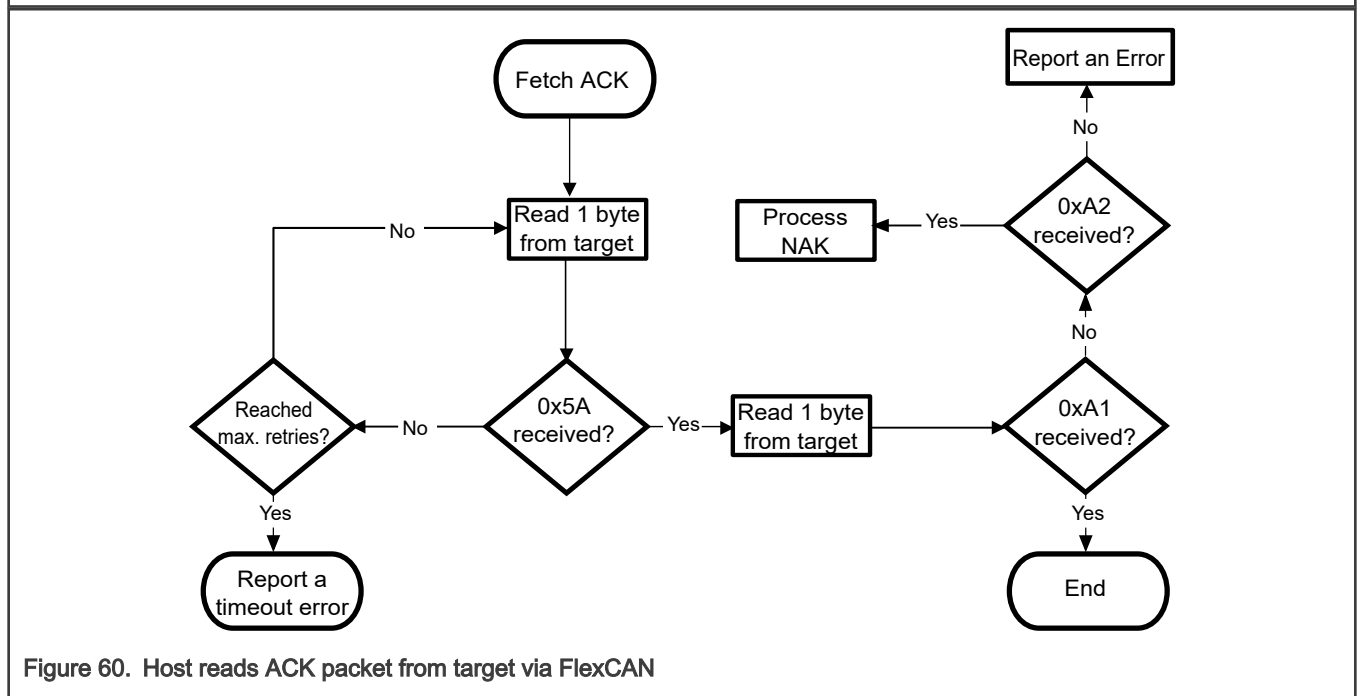 Fetch ACK
Report an Error
No
Read 1 byte
from target
Process
NAK
Yes
0xA2
received?
No
No
Reached
max. retries?
No
0x5A
received?
Yes
Read 1 byte
from target
0xA1
received?
Yes
Yes
Report a
timeout error
End
Figure 60. Host reads ACK packet from target via FlexCAN